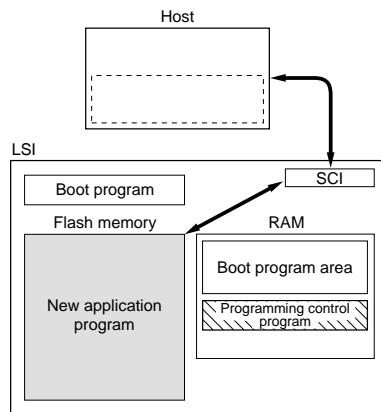 Host
LSI
SCI
Boot program
Flash memory
RAM
Boot program area
New application
program
Programming control
program